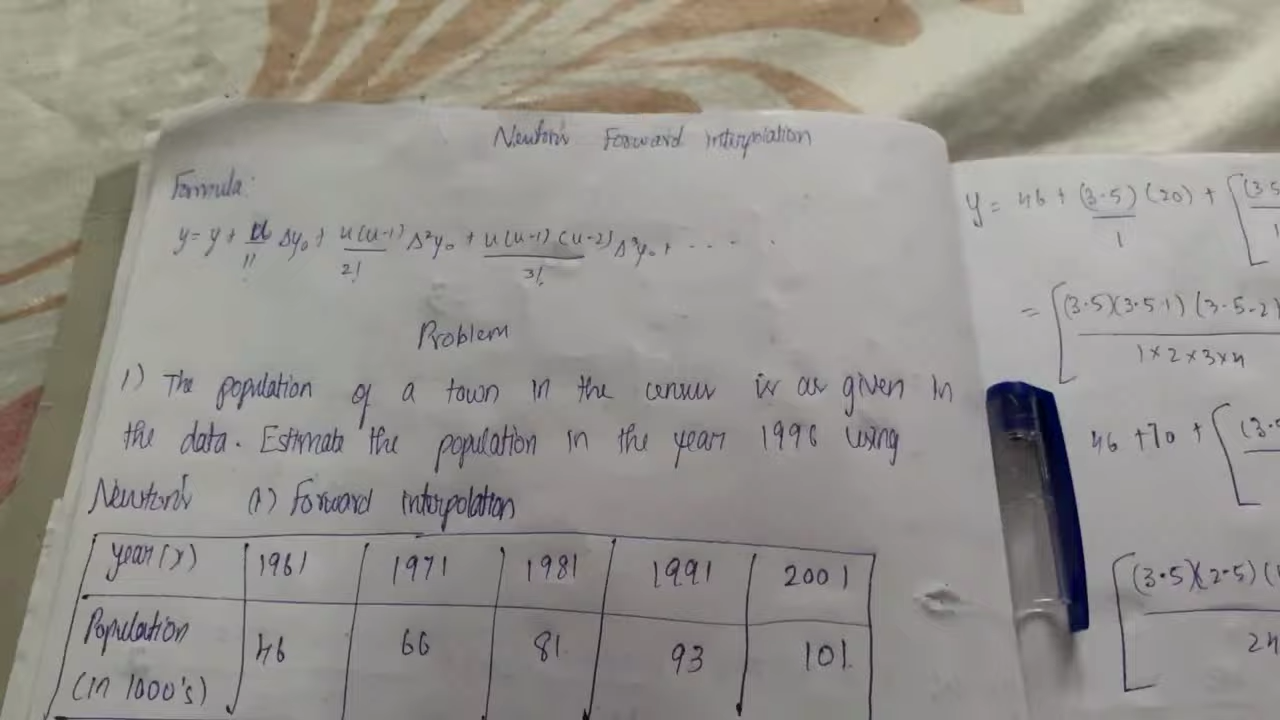 Newton's Forward interpolation
Formula:
y = y + u/1! Δy₀ + u(u-1)/2! Δ²y₀ + u(u-1)(u-2)/3! Δ³y₀ + ....
Problem
1) The population of a town in the census is as given in
the data. Estimate the population in the year 1996 using
Newton's (1) Forward interpolation
year(x) 1961 1971 1981 1991 2001
Population 46 66 81 93 101
(in 1000's)
y = 46 + (3.5)/1 (20) + [(3.5
= [(3.5)(3.5-1) (3.5-2) / 1×2×3×4
46 + 70 + [(3.
[(3.5)(2.5)( / 24